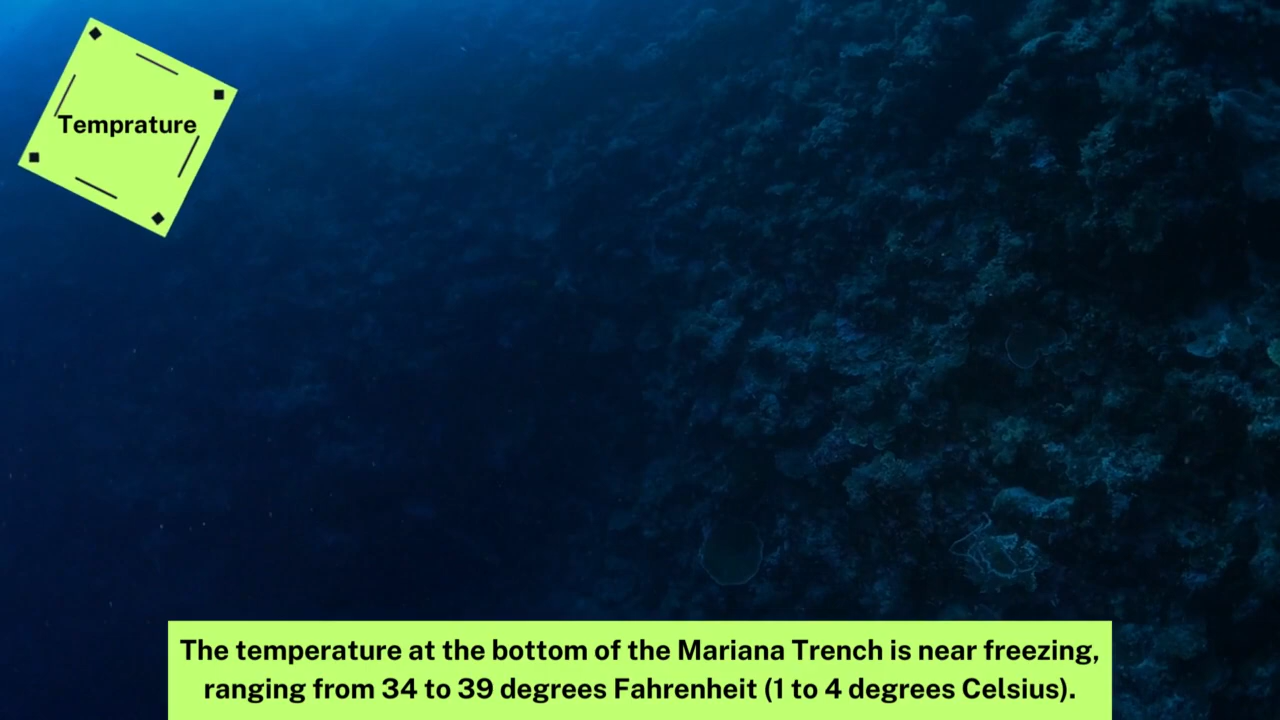 Temprature
The temperature at the bottom of the Mariana Trench is near freezing,
ranging from 34 to 39 degrees Fahrenheit (1 to 4 degrees Celsius).